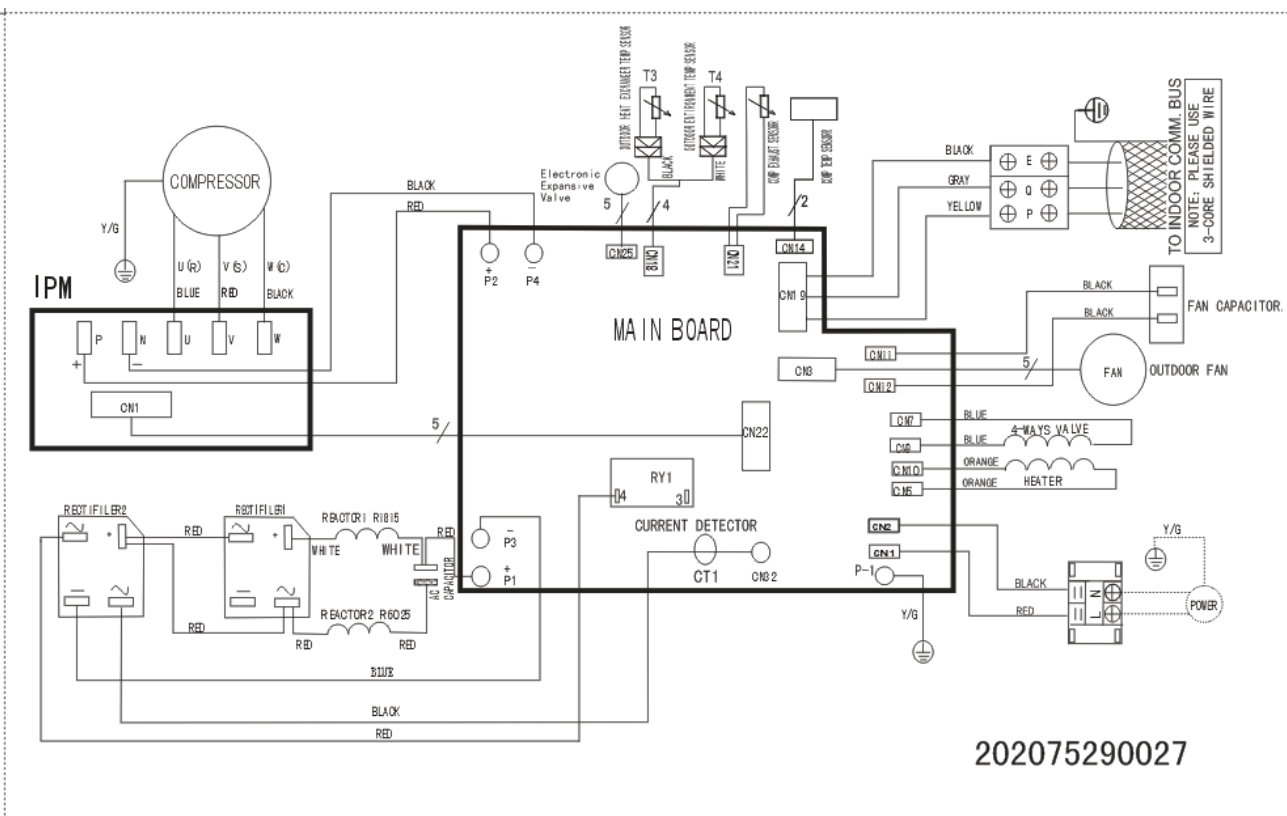 OUTDOOR HEAT EXCHANGER TEMP SENSOR
T3
OUTDOOR ENTIRONMENT TEMP SENSOR
T4
COMP EXHAUST SENSOR
COMP TEMP SENSOR
BLACK
WHITE
4
2
Electronic
Expansive
Valve
5
CN25
CN18
CN21
CN14
CN19
TO INDOOR COMM. BUS
NOTE: PLEASE USE
3-CORE SHIELDED WIRE
BLACK
GRAY
YELLOW
E
Q
P
COMPRESSOR
Y/G
U(R)
V(S)
W(C)
BLUE
RED
BLACK
BLACK
RED
IPM
P
N
U
V
W
+
-
CN1
+
P2
-
P4
MAIN BOARD
CN11
CN3
CN12
BLACK
BLACK
FAN CAPACITOR.
5
FAN
OUTDOOR FAN
CN7
CN9
CN10
CN5
BLUE
4-WAYS VALVE
BLUE
ORANGE
HEATER
ORANGE
5
CN22
RY1
4
3
CURRENT DETECTOR
CT1
CN32
CN2
CN1
P-1
Y/G
BLACK
RED
N
L
Y/G
POWER
RECTIFILER2
RECTIFILER1
REACTOR1 R1815
RED
+
+
WHITE
WHITE
RED
AC
CAPACITOR
-
P3
+
P1
RED
RED
REACTOR2 R6025
RED
BLUE
BLACK
RED
202075290027